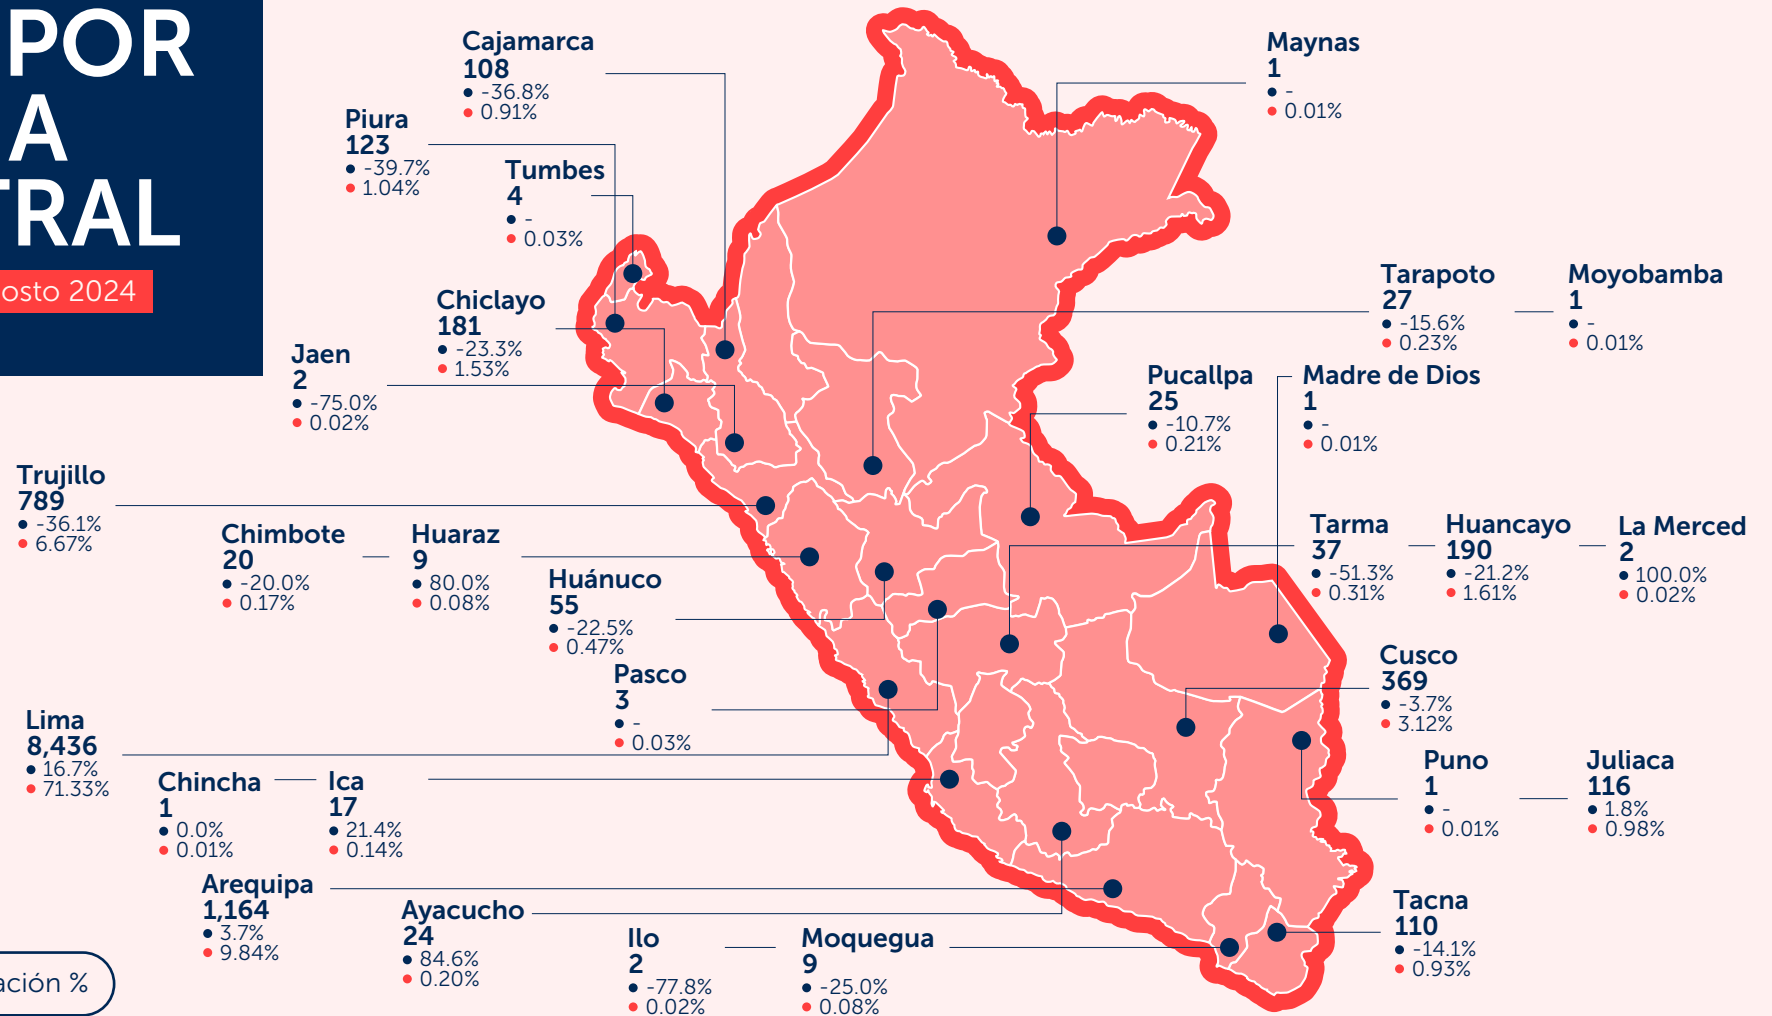 POR
A
TRAL
osto 2024
Cajamarca
108
-36.8%
0.91%
Piura
123
-39.7%
1.04%
Tumbes
4
-
0.03%
Chiclayo
181
-23.3%
1.53%
Jaen
2
-75.0%
0.02%
Trujillo
789
-36.1%
6.67%
Chimbote
20
-20.0%
0.17%
Huaraz
9
80.0%
0.08%
Huánuco
55
-22.5%
0.47%
Pasco
3
-
0.03%
Lima
8,436
16.7%
71.33%
Chincha
1
0.0%
0.01%
Ica
17
21.4%
0.14%
Arequipa
1,164
3.7%
9.84%
Ayacucho
24
84.6%
0.20%
Ilo
2
-77.8%
0.02%
Moquegua
9
-25.0%
0.08%
Maynas
1
-
0.01%
Tarapoto
27
-15.6%
0.23%
Moyobamba
1
-
0.01%
Pucallpa
25
-10.7%
0.21%
Madre de Dios
1
-
0.01%
Tarma
37
-51.3%
0.31%
Huancayo
190
-21.2%
1.61%
La Merced
2
100.0%
0.02%
Cusco
369
-3.7%
3.12%
Puno
1
-
0.01%
Juliaca
116
1.8%
0.98%
Tacna
110
-14.1%
0.93%
ación %